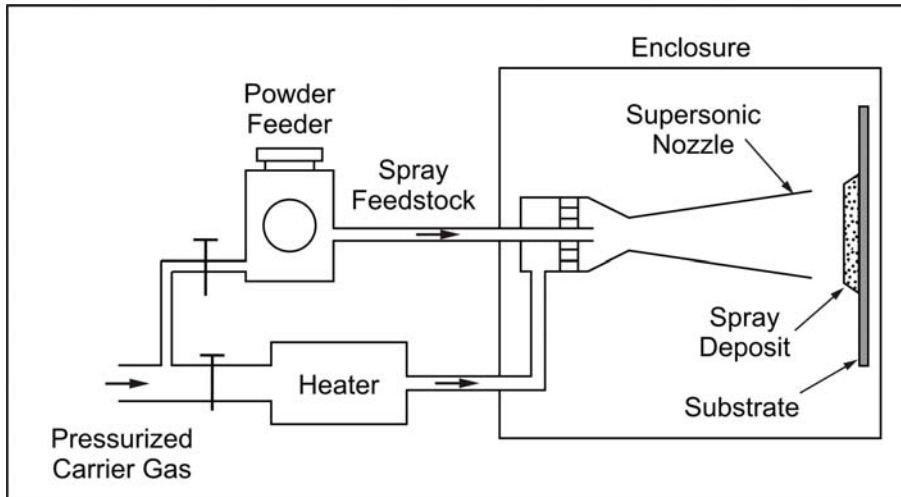 Enclosure
Powder
Feeder
Supersonic
Nozzle
Spray
Feedstock
Spray
Deposit
Heater
Substrate
Pressurized
Carrier Gas